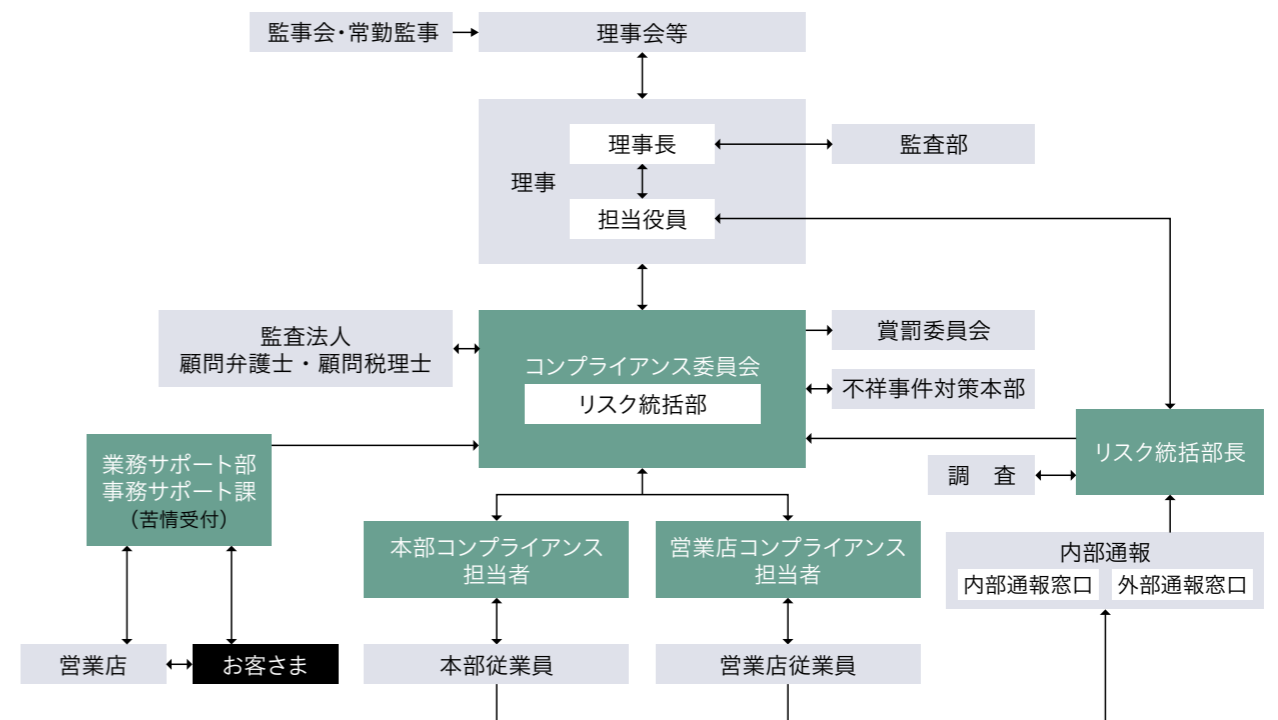 監事会・常勤監事
理事会等
理事
理事長
監査部
担当役員
監査法人
顧問弁護士・顧問税理士
コンプライアンス委員会
リスク統括部
賞罰委員会
不祥事件対策本部
リスク統括部長
調　査
業務サポート部
事務サポート課
（苦情受付）
本部コンプライアンス
担当者
営業店コンプライアンス
担当者
内部通報
内部通報窓口
外部通報窓口
営業店
お客さま
本部従業員
営業店従業員